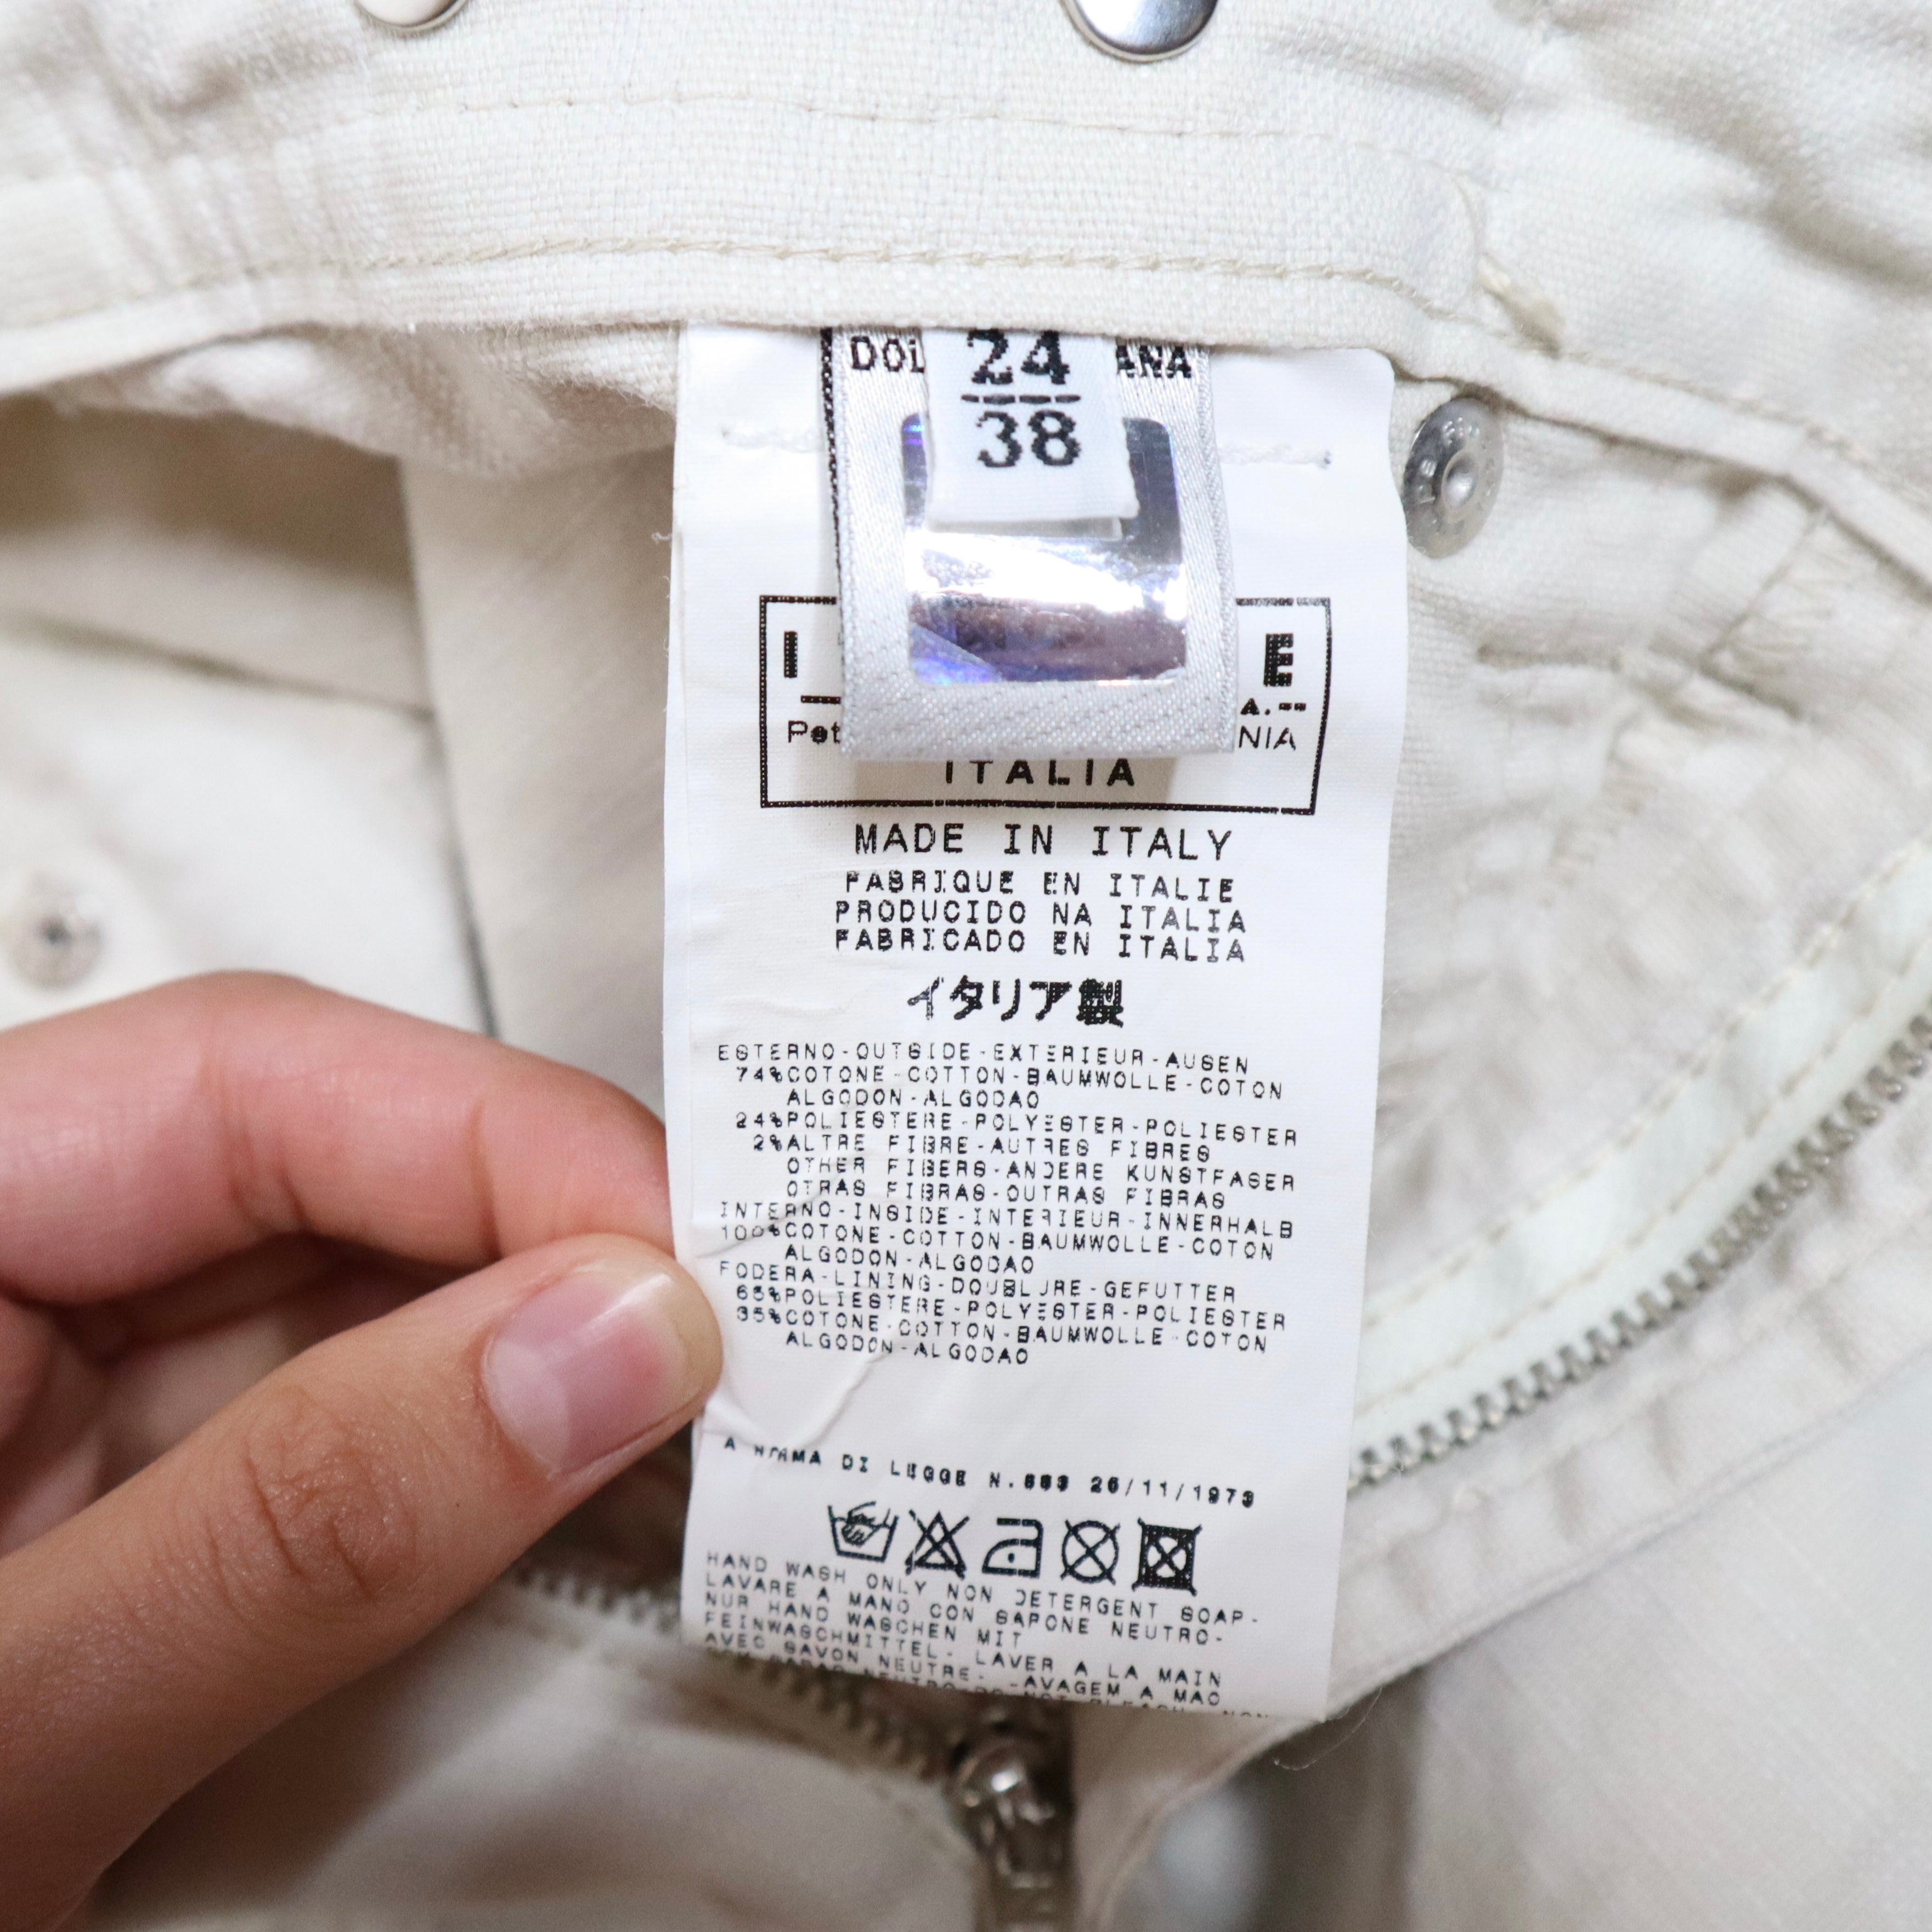 24
38
ITALIA
MADE IN ITALY
FABRIQUE EN ITALIE
PRODUCIDO NA ITALIA
FABRICADO EN ITALIA
イタリア製
ESTERNO-OUTSIDE-EXTERIEUR-AUSEN
74%COTONE-COTTON-BAUMWOLLE-COTON
ALGODON-ALGODAO
24%POLIESTERE-POLYESTER-POLIESTER
2%ALTRE FIBRE-AUTRES FIBRES
OTHER FIBERS-ANDERE KUNSTFASER
OTRAS FIBRAS-OUTRAS FIBRAS
INTERNO-INSIDE-INTERIEUR-INNERHALB
100%COTONE-COTTON-BAUMWOLLE-COTON
ALGODON-ALGODAO
FODERA-LINING-DOUBLURE-GEFUTTER
65%POLIESTERE-POLYESTER-POLIESTER
35%COTONE-COTTON-BAUMWOLLE-COTON
ALGODON-ALGODAO
A NORMA DI LEGGE N.883 26/11/1973
HAND WASH ONLY NON DETERGENT SOAP-
LAVARE A MANO CON SAPONE NEUTRO-
NUR HAND WASCHEN MIT
FEINWASCHMITTEL- LAVER A LA MAIN
AVEC SAVON NEUTRE- -AVAGEM A MAO